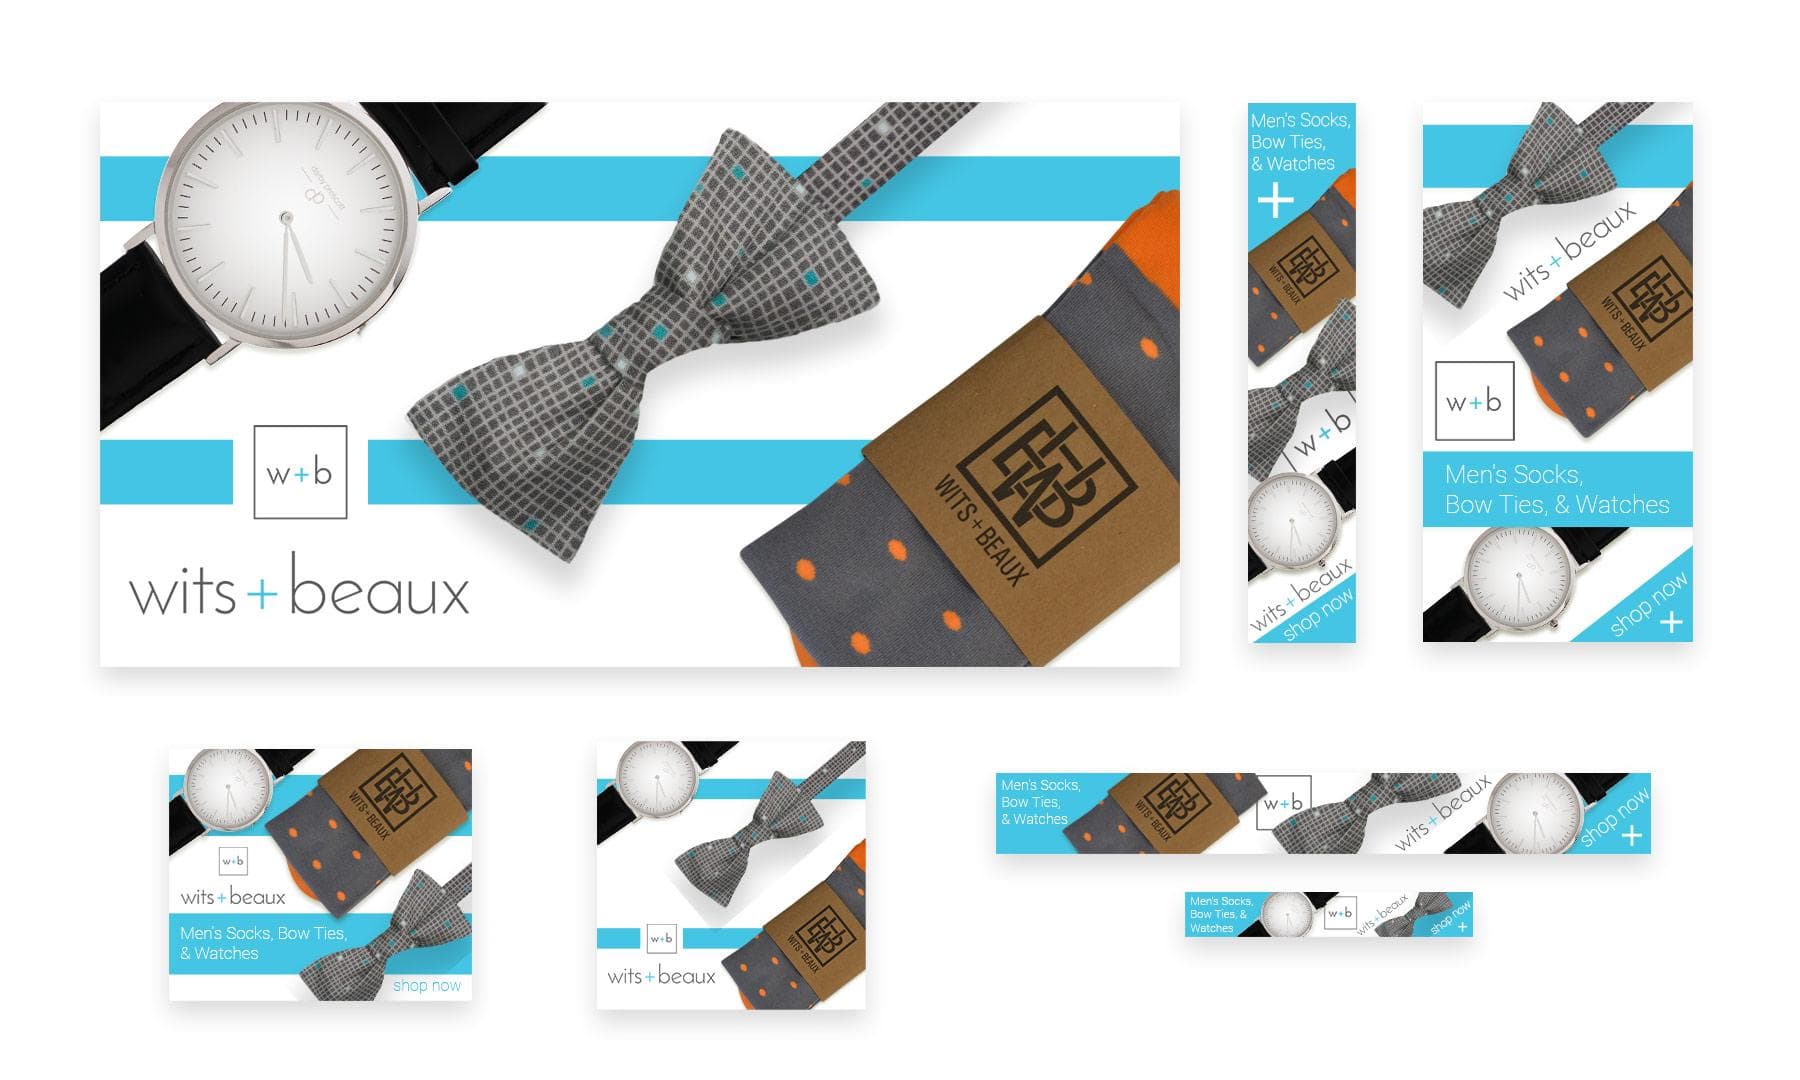 w+b
wits+beaux
WITS+BEAUX
Men's Socks,
Bow Ties,
& Watches
+
WITS+BEAUX
w+b
wits+beaux
shop now
wits+beaux
WITS+BEAUX
w+b
Men's Socks,
Bow Ties, & Watches
shop now
+
WITS+BEAUX
w+b
wits+beaux
Men's Socks, Bow Ties,
& Watches
shop now
WITS+BEAUX
w+b
wits+beaux
Men's Socks,
Bow Ties,
& Watches
WITS+BEAUX
w+b
wits+beaux
shop now
+
Men's Socks,
Bow Ties, &
Watches
w+b
wits+beaux
shop now
+